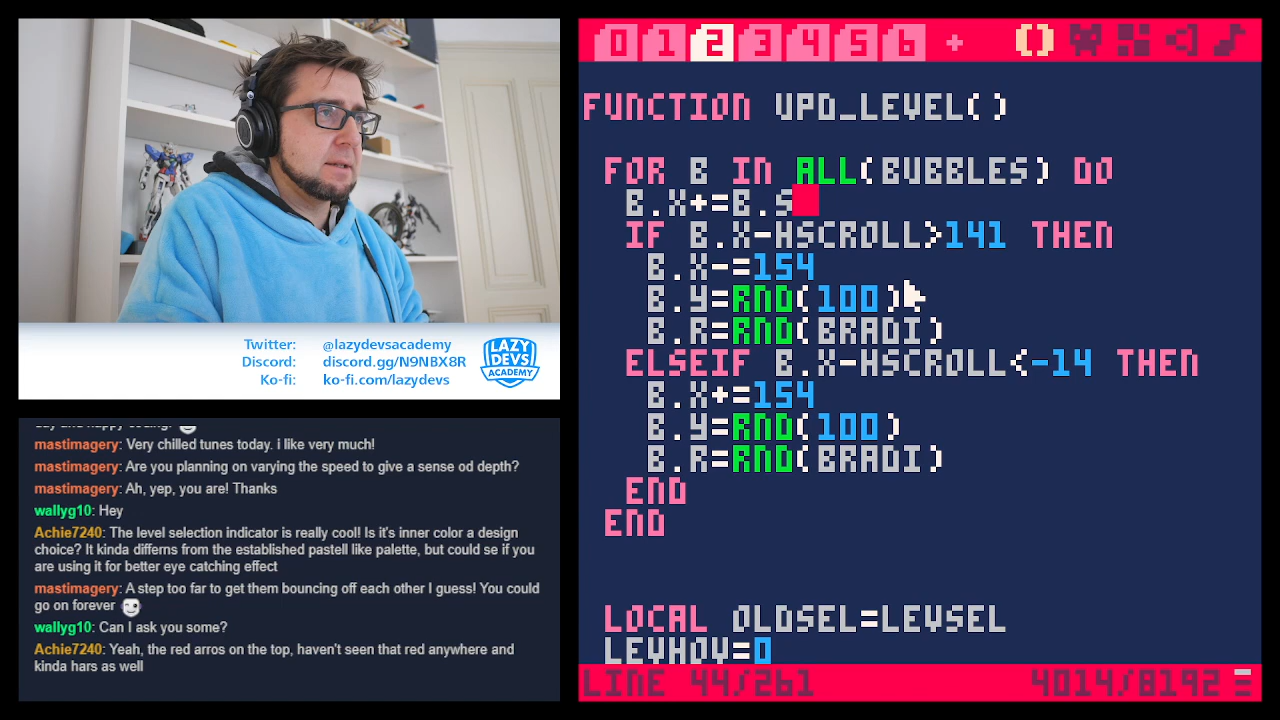 Twitter: @lazydevsacademy
Discord: discord.gg/N9NBX8R
Ko-fi: ko-fi.com/lazydevs
LAZY
DEVS
ACADEMY
mastimagery: Very chilled tunes today. i like very much!
mastimagery: Are you planning on varying the speed to give a sense od depth?
mastimagery: Ah, yep, you are! Thanks
wallyg10: Hey
Achie7240: The level selection indicator is really cool! Is it's inner color a design
choice? It kinda differns from the established pastell like palette, but could se if you
are using it for better eye catching effect
mastimagery: A step too far to get them bouncing off each other I guess! You could
go on forever
wallyg10: Can I ask you some?
Achie7240: Yeah, the red arros on the top, haven't seen that red anywhere and
kinda hars as well
0 1 2 3 4 5 6 + ()
FUNCTION UPD_LEVEL()
FOR B IN ALL(BUBBLES) DO
B.X+=B.S
IF B.X-HSCROLL>141 THEN
B.X-=154
B.Y=RND(100)
B.R=RND(BRADI)
ELSEIF B.X-HSCROLL<-14 THEN
B.X+=154
B.Y=RND(100)
B.R=RND(BRADI)
END
END
LOCAL OLDSEL=LEVSEL
LEVHOV=0
LINE 44/261 4014/8192